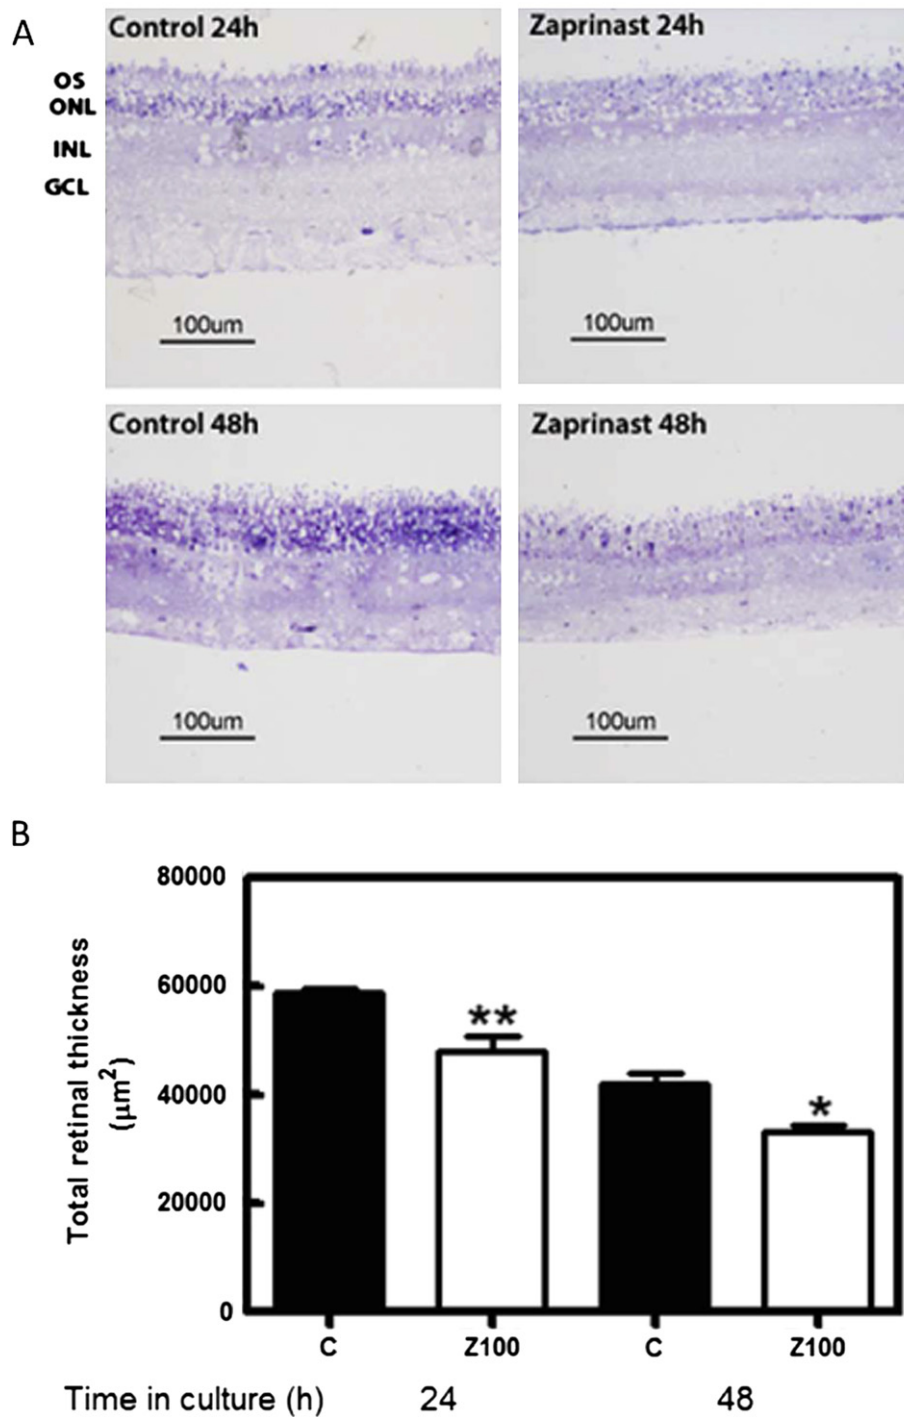 A
Control 24h
Zaprinast 24h
OS
ONL
INL
GCL
100um
100um
Control 48h
Zaprinast 48h
100um
100um
B
80000
60000
40000
20000
0
Total retinal thickness
(μm²)
**
*
C Z100 C Z100
Time in culture (h) 24 48